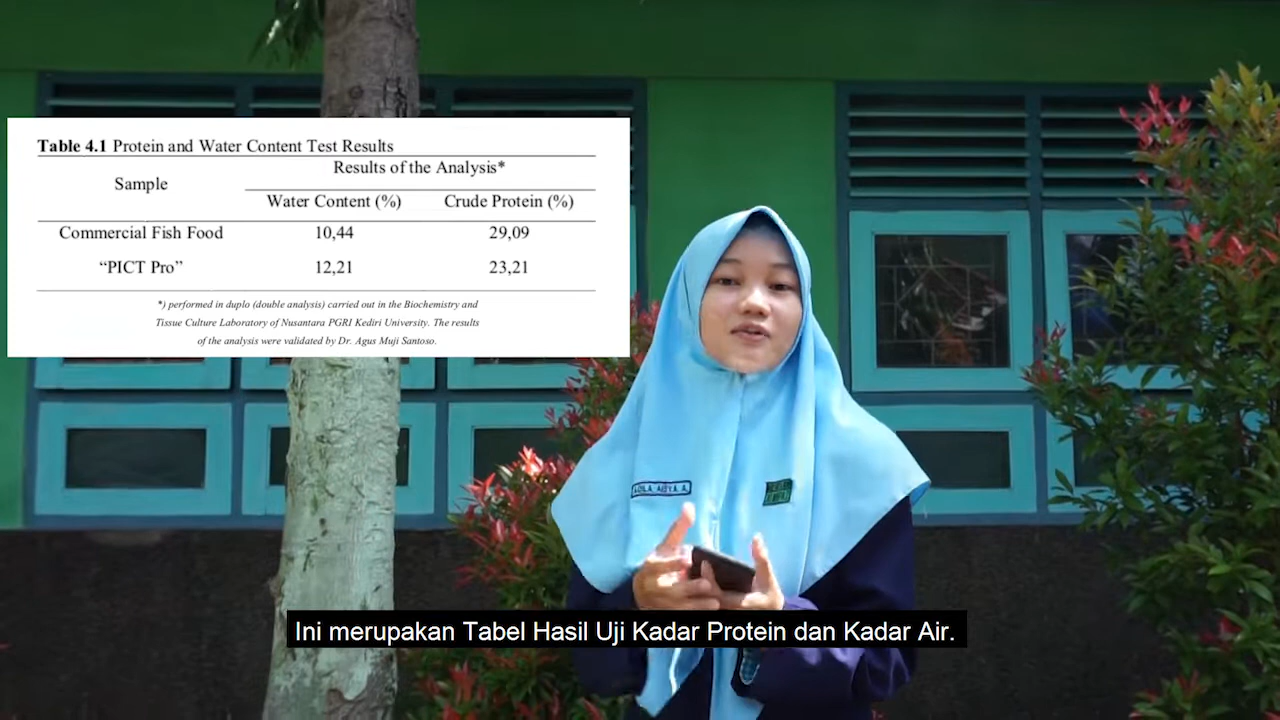 Table 4.1 Protein and Water Content Test Results
Results of the Analysis*
Sample
Water Content (%) Crude Protein (%)
Commercial Fish Food 10,44 29,09
“PICT Pro” 12,21 23,21
*) performed in duplo (double analysis) carried out in the Biochemistry and
Tissue Culture Laboratory of Nusantara PGRI Kediri University. The results
of the analysis were validated by Dr. Agus Muji Santoso.
Ini merupakan Tabel Hasil Uji Kadar Protein dan Kadar Air.